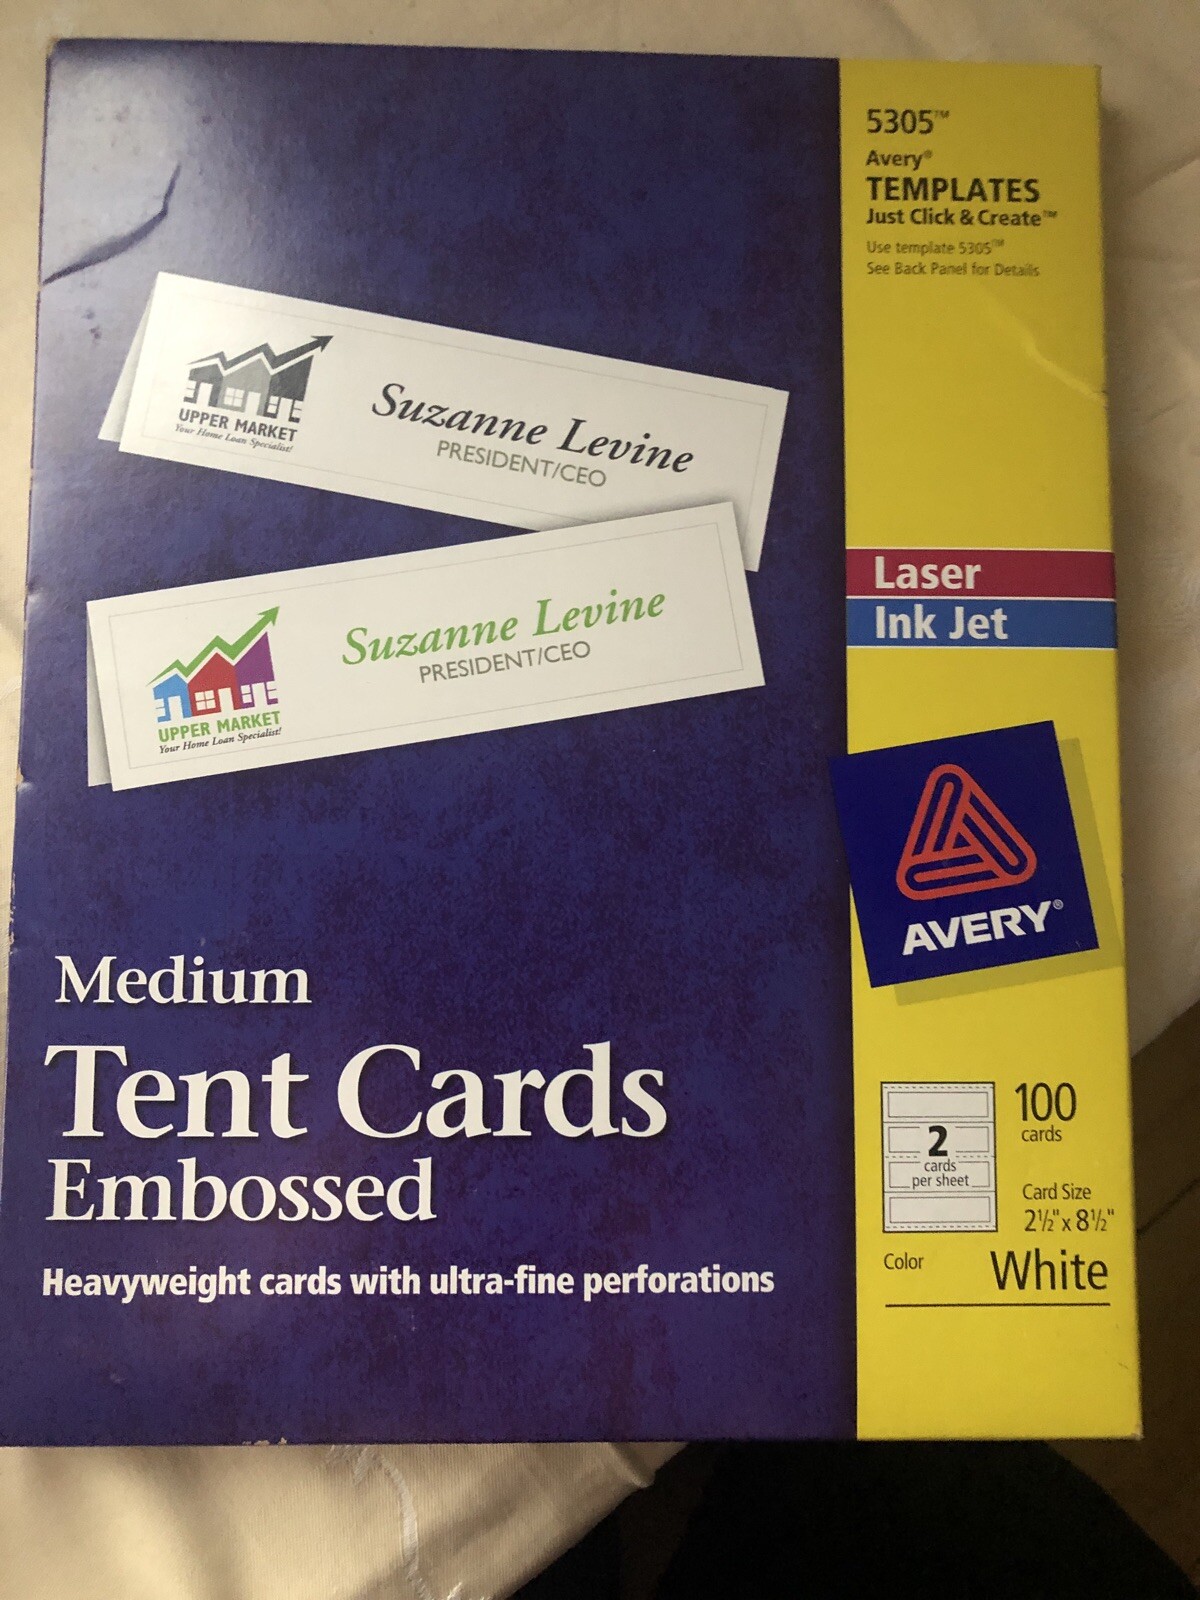 5305™
Avery®
TEMPLATES
Just Click & Create™
Use template 5305™
See Back Panel for Details
UPPER MARKET
Your Home Loan Specialist!
Suzanne Levine
PRESIDENT/CEO
Laser
Ink Jet
UPPER MARKET
Your Home Loan Specialist!
Suzanne Levine
PRESIDENT/CEO
AVERY®
Medium
Tent Cards
Embossed
Heavyweight cards with ultra-fine perforations
2
cards
per sheet
100
cards
Card Size
2½" x 8½"
Color
White